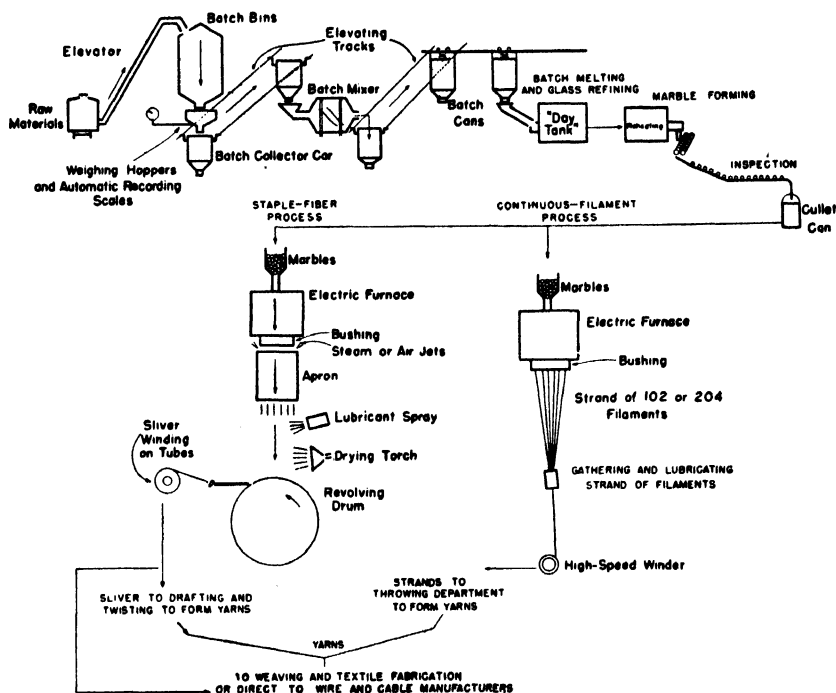 Batch Bins
Elevator
Elevating
Tracks
Raw
Materials
Batch Mixer
Batch
Cans
BATCH MELTING
AND GLASS REFINING
"Day"
Tank
MARBLE FORMING
Reheating
INSPECTION
Weighing Hoppers
and Automatic Recording
Scales
Batch Collector Car
Cullet
Can
STAPLE-FIBER
PROCESS
CONTINUOUS-FILAMENT
PROCESS
Marbles
Electric Furnace
Bushing
Steam or Air Jets
Apron
Lubricant Spray
Drying Torch
Sliver
Winding
on Tubes
Revolving
Drum
SLIVER TO DRAFTING AND
TWISTING TO FORM YARNS
Marbles
Electric Furnace
Bushing
Strand of 102 or 204
Filaments
GATHERING AND LUBRICATING
STRAND OF FILAMENTS
High-Speed Winder
STRANDS TO
THROWING DEPARTMENT
TO FORM YARNS
YARNS
TO WEAVING AND TEXTILE FABRICATION
OR DIRECT TO WIRE AND CABLE MANUFACTURERS